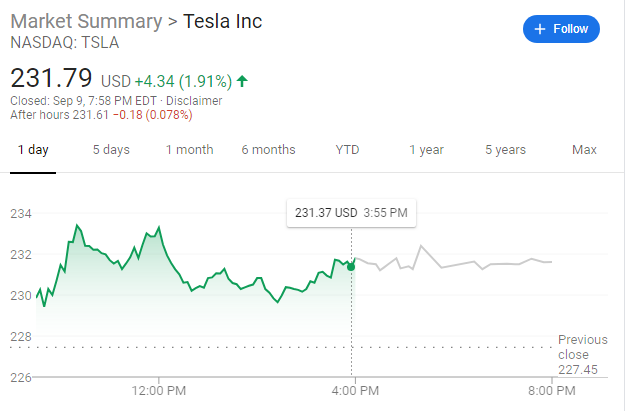 Market Summary > Tesla Inc
NASDAQ: TSLA
+ Follow
231.79 USD +4.34 (1.91%)
Closed: Sep 9, 7:58 PM EDT · Disclaimer
After hours 231.61 −0.18 (0.078%)
1 day 5 days 1 month 6 months YTD 1 year 5 years Max
231.37 USD 3:55 PM
234
232
230
228
Previous
close
227.45
226
12:00 PM 4:00 PM 8:00 PM